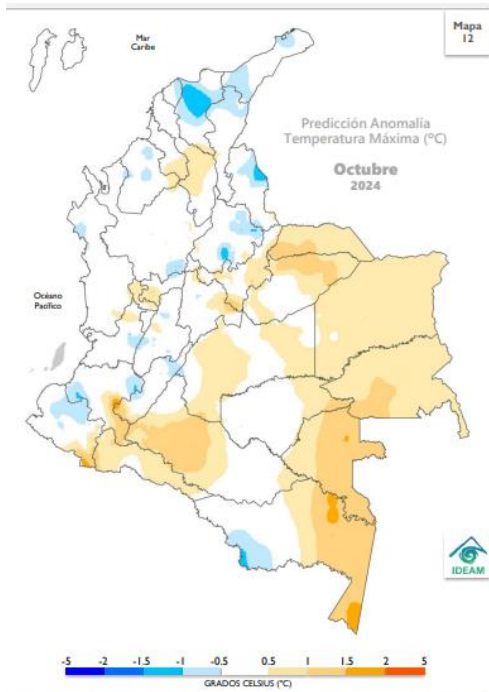 Mapa
12
Mar
Caribe
Predicción Anomalía
Temperatura Máxima (°C)
Octubre
2024
Océano
Pacífico
IDEAM
-5 -2 -1.5 -1 -0.5 0.5 1 1.5 2 5
GRADOS CELSIUS (°C)